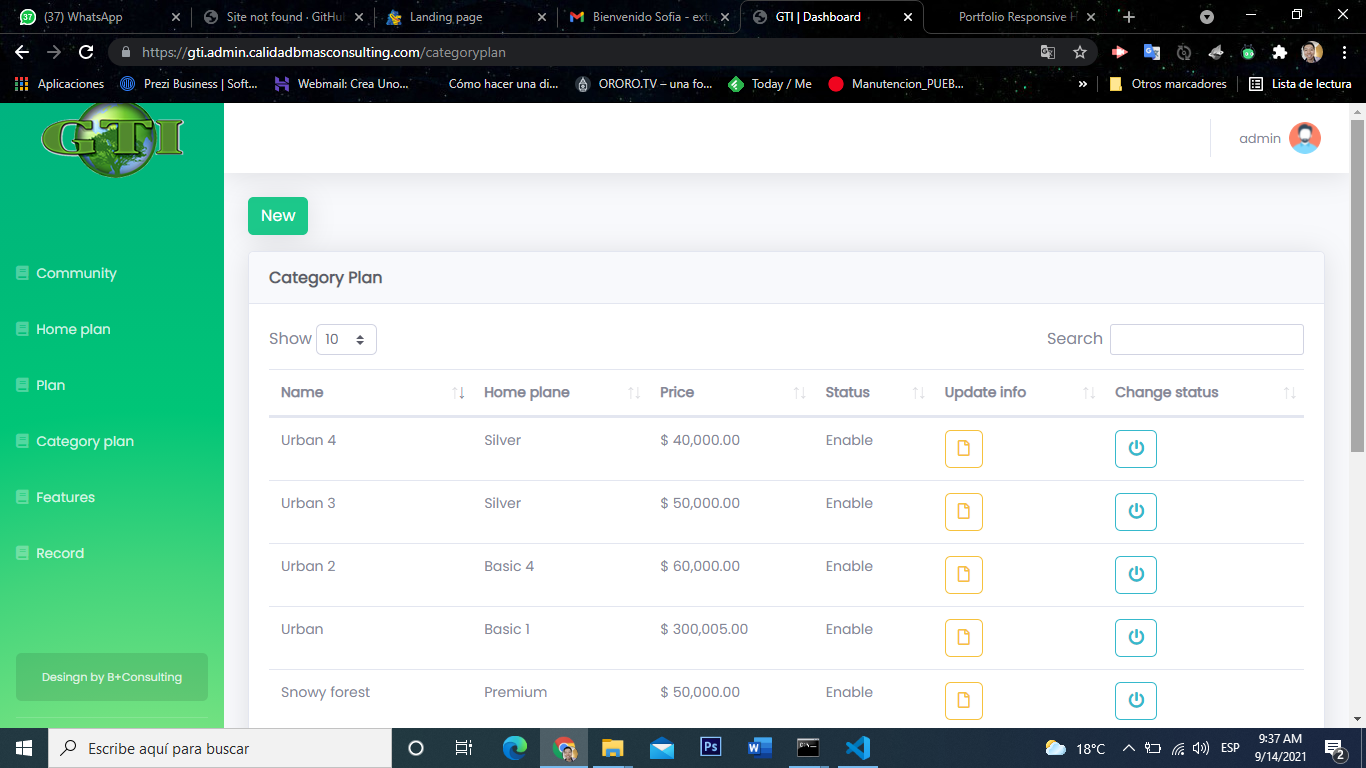 (37) WhatsApp
Site not found · GitHub
Landing page
Bienvenido Sofia - extr
GTI | Dashboard
Portfolio Responsive H
https://gti.admin.calidadbmasconsulting.com/categoryplan
Aplicaciones
Prezi Business | Soft...
Webmail: Crea Uno...
Cómo hacer una di...
ORORO.TV – una fo...
Today / Me
Manutencion_PUEB...
»
Otros marcadores
Lista de lectura
GTI
admin
New
Community
Home plan
Plan
Category plan
Features
Record
Desingn by B+Consulting
Category Plan
Show 10
Search
Name Home plane Price Status Update info Change status
Urban 4 Silver $ 40,000.00 Enable
Urban 3 Silver $ 50,000.00 Enable
Urban 2 Basic 4 $ 60,000.00 Enable
Urban Basic 1 $ 300,005.00 Enable
Snowy forest Premium $ 50,000.00 Enable
Escribe aquí para buscar
Ps
W
18°C
ESP
9:37 AM
9/14/2021
2